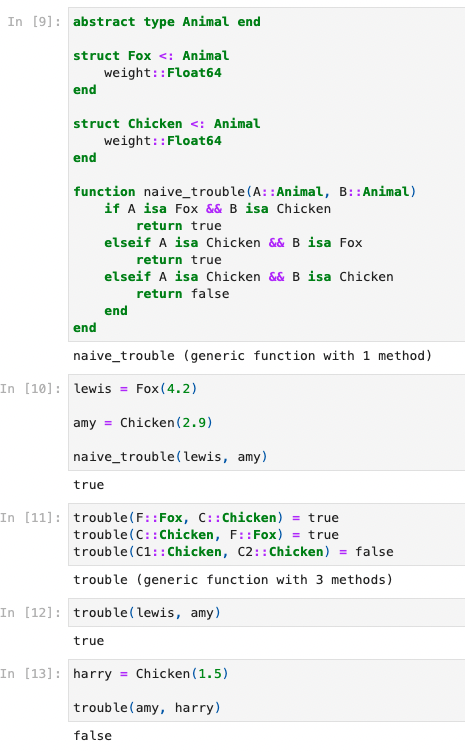 In [9]: abstract type Animal end
struct Fox <: Animal
    weight::Float64
end
struct Chicken <: Animal
    weight::Float64
end
function naive_trouble(A::Animal, B::Animal)
    if A isa Fox && B isa Chicken
        return true
    elseif A isa Chicken && B isa Fox
        return true
    elseif A isa Chicken && B isa Chicken
        return false
    end
end
naive_trouble (generic function with 1 method)
In [10]: lewis = Fox(4.2)
amy = Chicken(2.9)
naive_trouble(lewis, amy)
true
In [11]: trouble(F::Fox, C::Chicken) = true
trouble(C::Chicken, F::Fox) = true
trouble(C1::Chicken, C2::Chicken) = false
trouble (generic function with 3 methods)
In [12]: trouble(lewis, amy)
true
In [13]: harry = Chicken(1.5)
trouble(amy, harry)
false